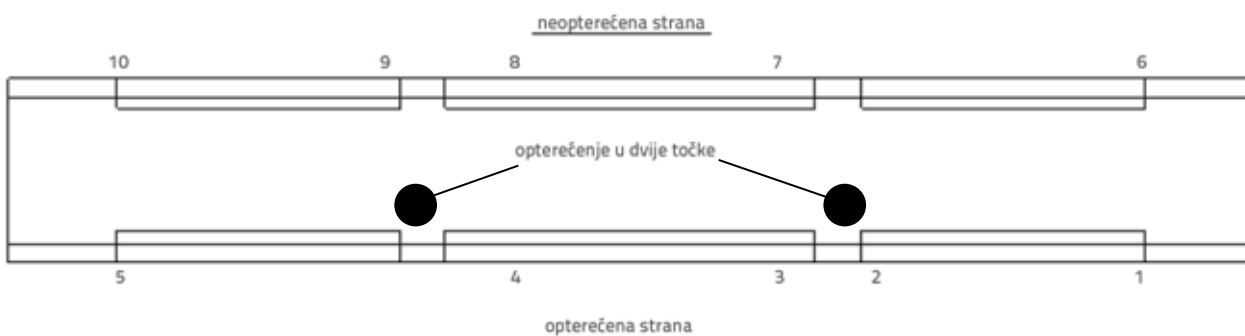 neopterećena strana
10 9 8 7 6
opterećenje u dvije točke
5 4 3 2 1
opterećena strana